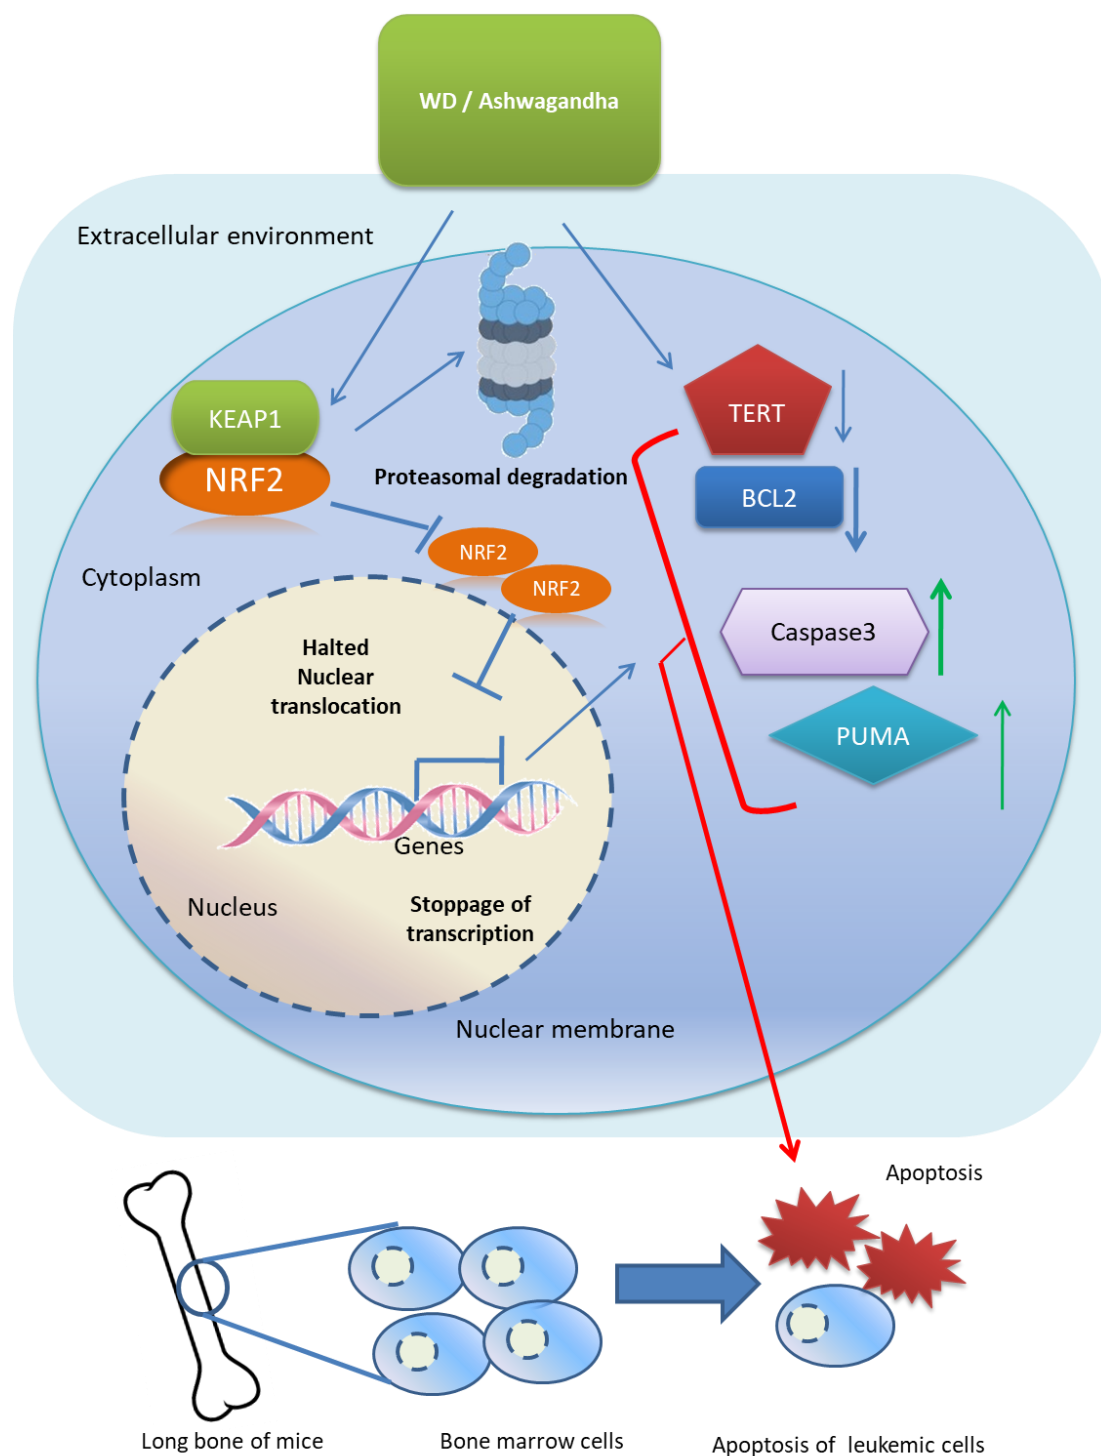 WD / Ashwagandha
Extracellular environment
KEAP1
NRF2
Proteasomal degradation
TERT
BCL2
NRF2
NRF2
Cytoplasm
Caspase3
Halted
Nuclear
translocation
PUMA
Genes
Nucleus
Stoppage of
transcription
Nuclear membrane
Apoptosis
Long bone of mice
Bone marrow cells
Apoptosis of leukemic cells